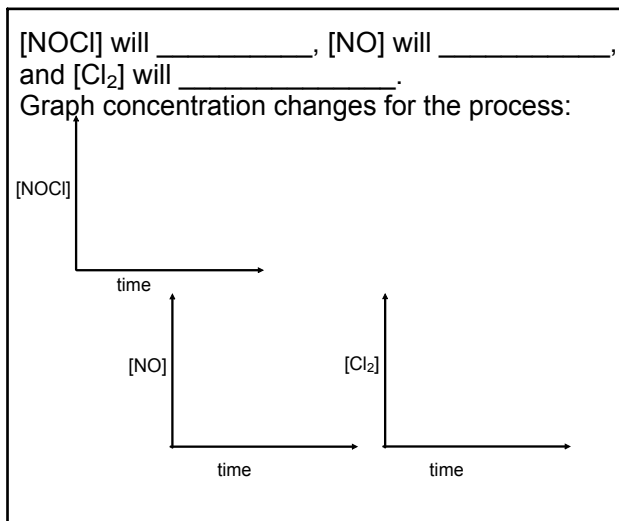 [NOCl] will __________, [NO] will ___________,
and [Cl₂] will ______________.
Graph concentration changes for the process:
[NOCl]
time
[NO]
[Cl₂]
time
time